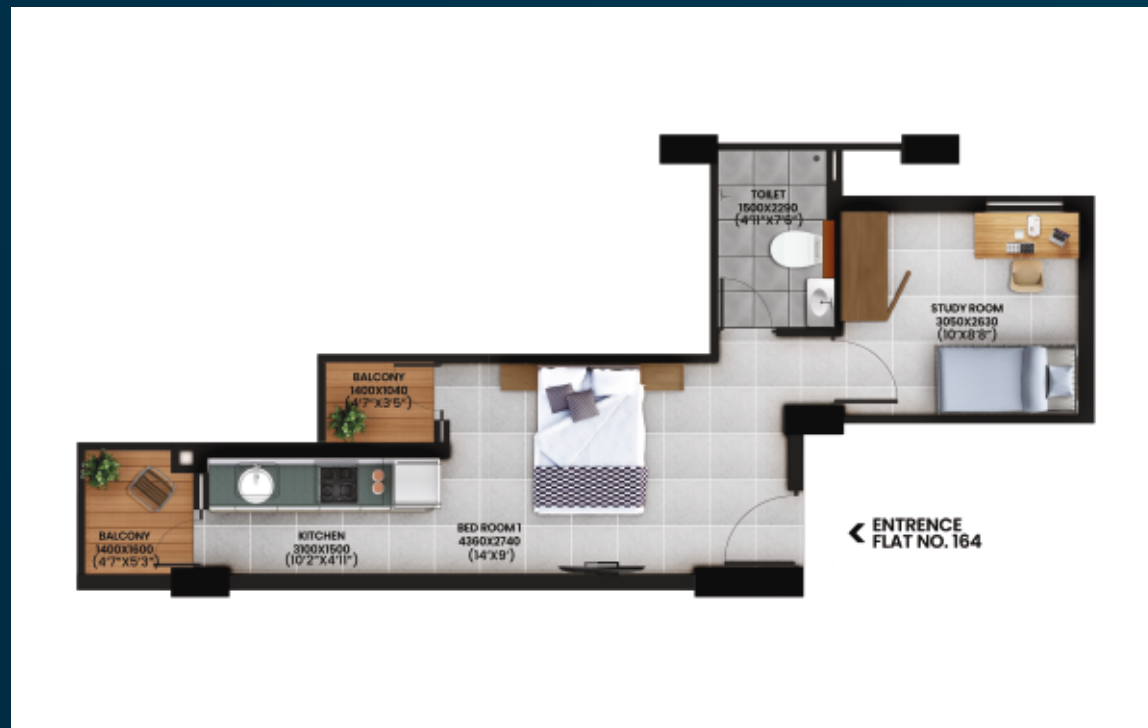 TOILET
1500X2290
(4'11"X7'6")
STUDY ROOM
3050X2630
(10'X8'8")
BALCONY
1400X1040
(4'7"X3'5")
BALCONY
1400X1600
(4'7"X5'3")
KITCHEN
3100X1500
(10'2"X4'11")
BED ROOM 1
4360X2740
(14'X9')
ENTRENCE
FLAT NO. 164